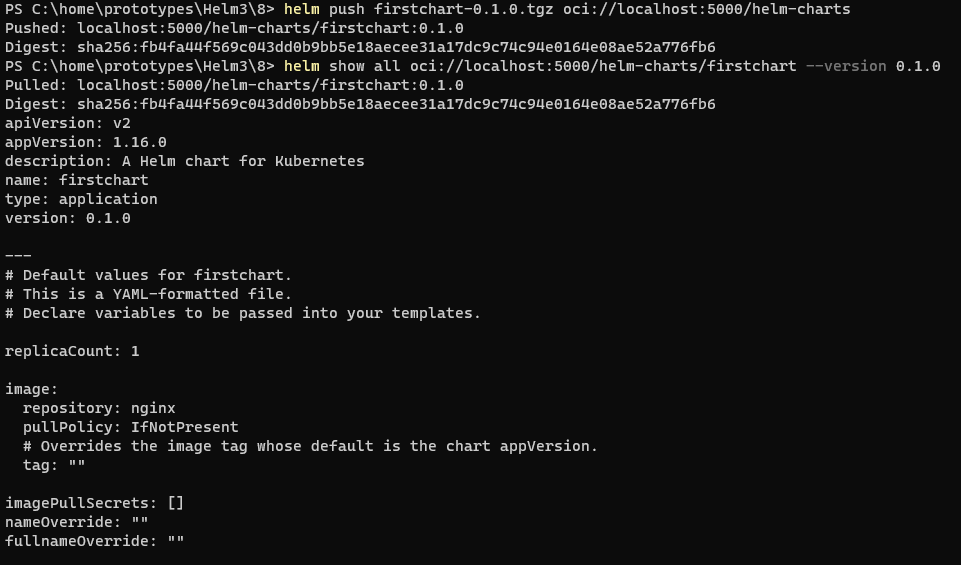 PS C:\home\prototypes\Helm3\8> helm push firstchart-0.1.0.tgz oci://localhost:5000/helm-charts
Pushed: localhost:5000/helm-charts/firstchart:0.1.0
Digest: sha256:fb4fa44f569c043dd0b9bb5e18aecee31a17dc9c74c94e0164e08ae52a776fb6
PS C:\home\prototypes\Helm3\8> helm show all oci://localhost:5000/helm-charts/firstchart --version 0.1.0
Pulled: localhost:5000/helm-charts/firstchart:0.1.0
Digest: sha256:fb4fa44f569c043dd0b9bb5e18aecee31a17dc9c74c94e0164e08ae52a776fb6
apiVersion: v2
appVersion: 1.16.0
description: A Helm chart for Kubernetes
name: firstchart
type: application
version: 0.1.0

---
# Default values for firstchart.
# This is a YAML-formatted file.
# Declare variables to be passed into your templates.

replicaCount: 1

image:
  repository: nginx
  pullPolicy: IfNotPresent
  # Overrides the image tag whose default is the chart appVersion.
  tag: ""

imagePullSecrets: []
nameOverride: ""
fullnameOverride: ""